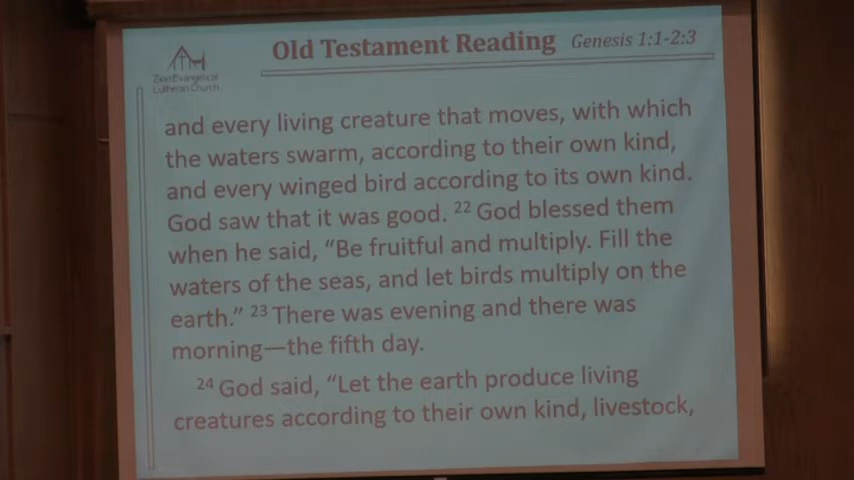 Old Testament Reading Genesis 1:1-2:3
Zion Evangelical
Lutheran Church
and every living creature that moves, with which
the waters swarm, according to their own kind,
and every winged bird according to its own kind.
God saw that it was good. 22 God blessed them
when he said, “Be fruitful and multiply. Fill the
waters of the seas, and let birds multiply on the
earth.” 23 There was evening and there was
morning—the fifth day.
24 God said, “Let the earth produce living
creatures according to their own kind, livestock,